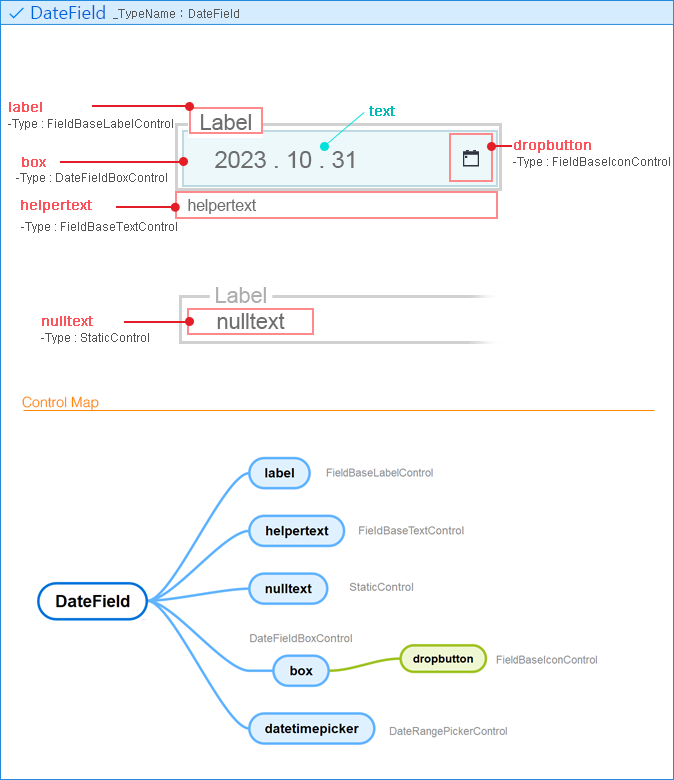 DateField _TypeName : DateField
label
-Type : FieldBaseLabelControl
Label
text
box
-Type : DateFieldBoxControl
2023 . 10 . 31
dropbutton
-Type : FieldBaseIconControl
helpertext
-Type : FieldBaseTextControl
helpertext
Label
nulltext
-Type : StaticControl
nulltext
Control Map
label FieldBaseLabelControl
helpertext FieldBaseTextControl
nulltext StaticControl
DateField
DateFieldBoxControl
box
dropbutton FieldBaseIconControl
datetimepicker DateRangePickerControl